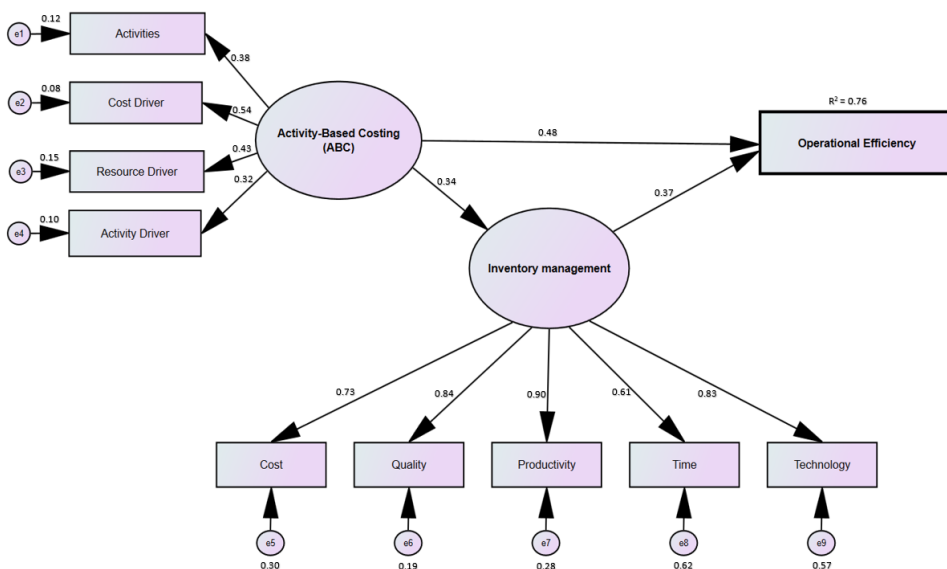 0.12
e1
Activities
0.38
0.08
e2
Cost Driver
0.54
0.15
e3
Resource Driver
0.43
0.10
e4
Activity Driver
0.32
Activity-Based Costing
(ABC)
0.48
R² = 0.76
Operational Efficiency
0.34
0.37
Inventory management
0.73
0.84
0.90
0.61
0.83
Cost
Quality
Productivity
Time
Technology
e5
e6
e7
e8
e9
0.30
0.19
0.28
0.62
0.57